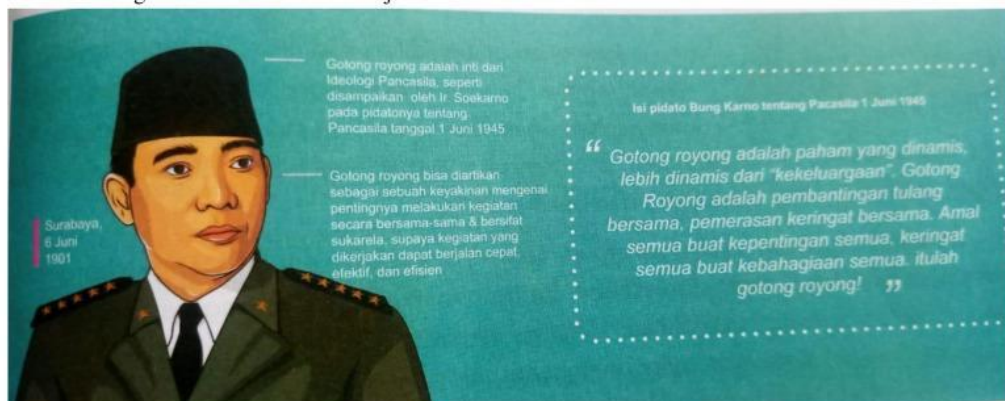 Gotong royong adalah inti dari
Ideologi Pancasila, seperti
disampaikan oleh Ir. Soekarno
pada pidatonya tentang
Pancasila tanggal 1 Juni 1945
Gotong royong bisa diartikan
sebagai sebuah keyakinan mengenai
pentingnya melakukan kegiatan
secara bersama-sama & bersifat
sukarela, supaya kegiatan yang
dikerjakan dapat berjalan cepat,
efektif, dan efisien
Surabaya,
6 Juni
1901
Isi pidato Bung Karno tentang Pacasila 1 Juni 1945
“ Gotong royong adalah paham yang dinamis,
lebih dinamis dari "kekeluargaan". Gotong
Royong adalah pembantingan tulang
bersama, pemerasan keringat bersama. Amal
semua buat kepentingan semua, keringat
semua buat kebahagiaan semua. itulah
gotong royong! ”